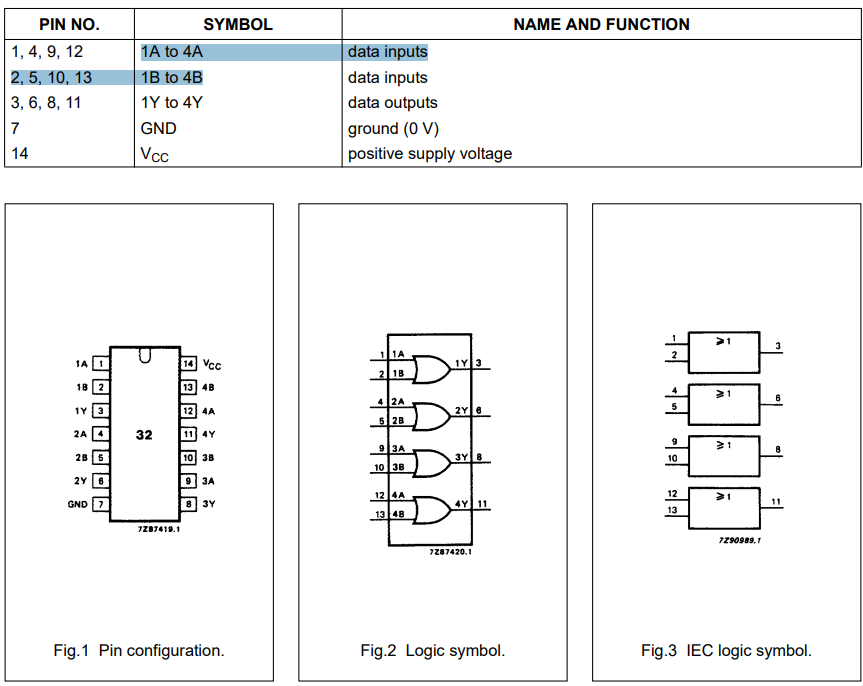 PIN NO. SYMBOL NAME AND FUNCTION
1, 4, 9, 12 1A to 4A data inputs
2, 5, 10, 13 1B to 4B data inputs
3, 6, 8, 11 1Y to 4Y data outputs
7 GND ground (0 V)
14 VCC positive supply voltage
1A 1 14 VCC
1B 2 13 4B
1Y 3 12 4A
2A 4 32 11 4Y
2B 5 10 3B
2Y 6 9 3A
GND 7 8 3Y
7Z87419.1
Fig.1 Pin configuration.
1 1A 1Y 3
2 1B
4 2A 2Y 6
5 2B
9 3A 3Y 8
10 3B
12 4A 4Y 11
13 4B
7Z87420.1
Fig.2 Logic symbol.
1 ⩾1 3
2
4 ⩾1 6
5
9 ⩾1 8
10
12 ⩾1 11
13
7Z90989.1
Fig.3 IEC logic symbol.